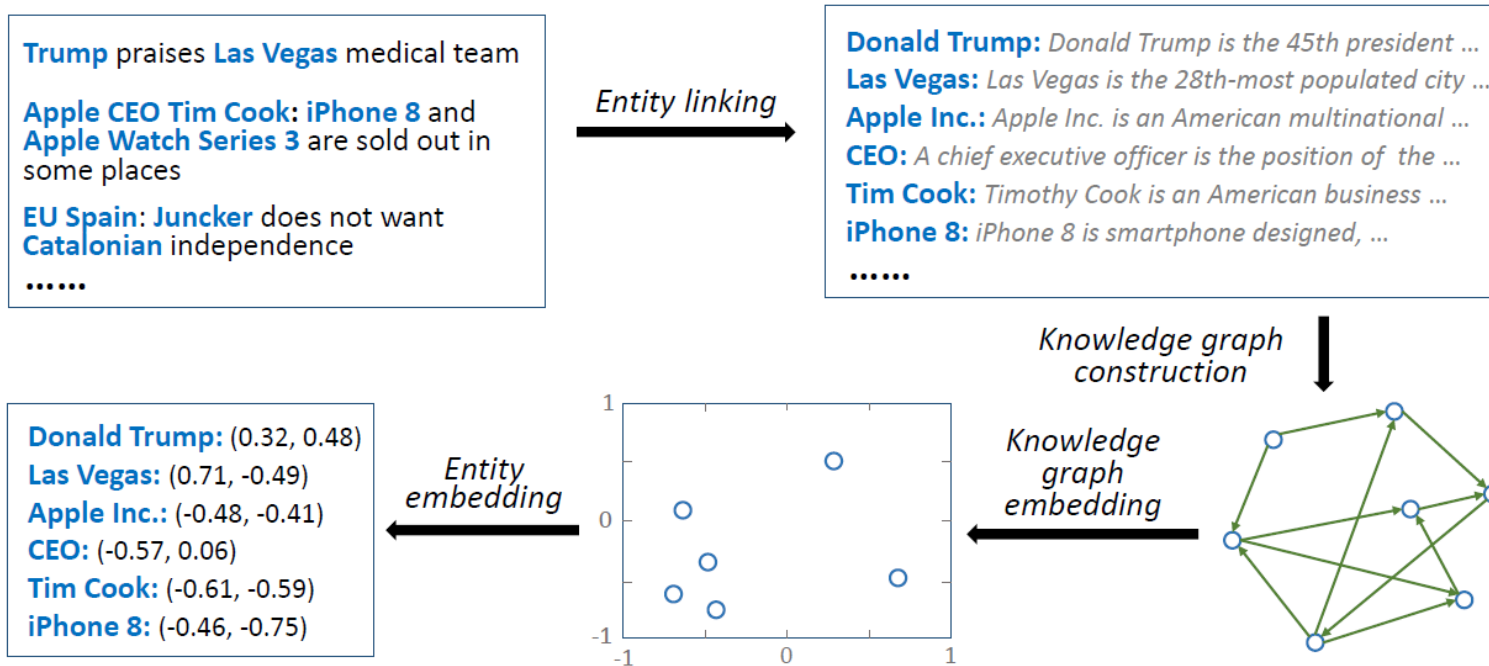 Trump praises Las Vegas medical team
Apple CEO Tim Cook: iPhone 8 and
Apple Watch Series 3 are sold out in
some places
EU Spain: Juncker does not want
Catalonian independence
……
Entity linking
Donald Trump: Donald Trump is the 45th president …
Las Vegas: Las Vegas is the 28th-most populated city …
Apple Inc.: Apple Inc. is an American multinational …
CEO: A chief executive officer is the position of the …
Tim Cook: Timothy Cook is an American business …
iPhone 8: iPhone 8 is smartphone designed, …
……
Knowledge graph
construction
Knowledge
graph
embedding
1
0
-1
-1
0
1
Entity
embedding
Donald Trump: (0.32, 0.48)
Las Vegas: (0.71, -0.49)
Apple Inc.: (-0.48, -0.41)
CEO: (-0.57, 0.06)
Tim Cook: (-0.61, -0.59)
iPhone 8: (-0.46, -0.75)